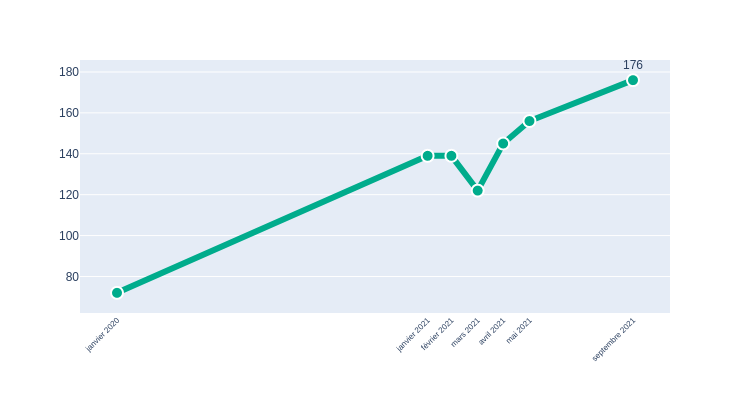 176
180
160
140
120
100
80
janvier 2020
janvier 2021
février 2021
mars 2021
avril 2021
mai 2021
septembre 2021